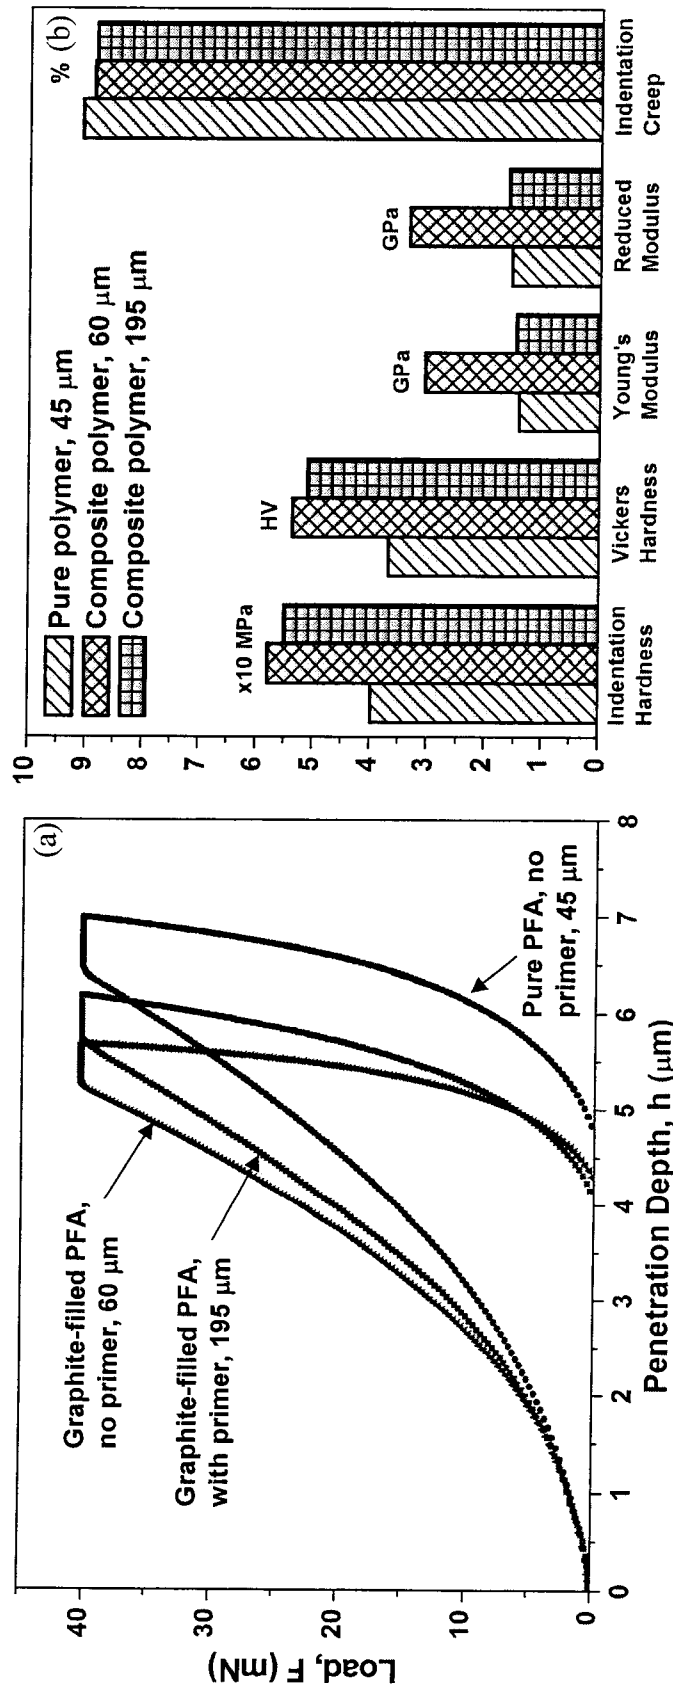 (a)
40
30
20
10
0
Load, F (mN)
Graphite-filled PFA,
no primer, 60 μm
Graphite-filled PFA,
with primer, 195 μm
Pure PFA, no
primer, 45 μm
0 1 2 3 4 5 6 7 8
Penetration Depth, h (μm)
(b)
10
9
8
7
6
5
4
3
2
1
0
Pure polymer, 45 μm
Composite polymer, 60 μm
Composite polymer, 195 μm
x10 MPa
HV
GPa
GPa
%
Indentation
Hardness
Vickers
Hardness
Young's
Modulus
Reduced
Modulus
Indentation
Creep